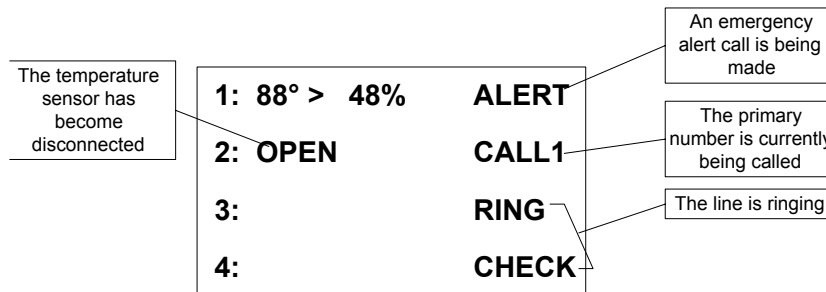 The temperature
sensor has
become
disconnected
1: 88° > 48% ALERT
2: OPEN CALL1
3: RING
4: CHECK
An emergency
alert call is being
made
The primary
number is currently
being called
The line is ringing